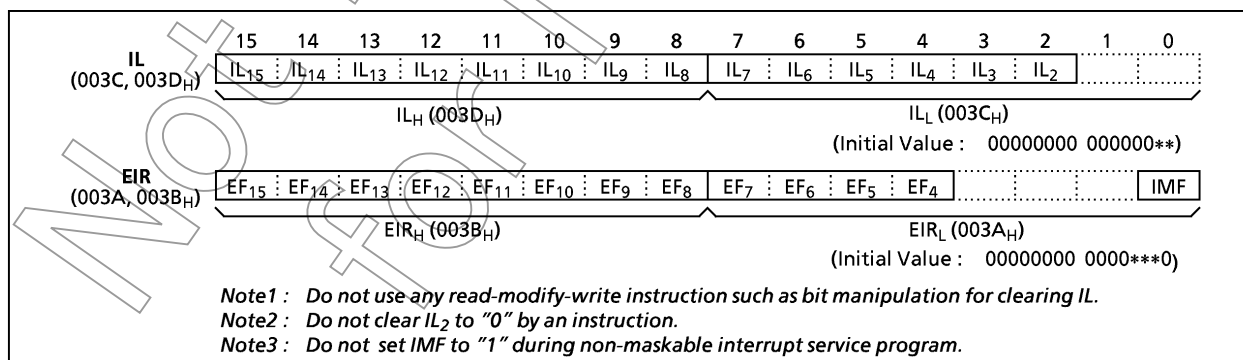 15 14 13 12 11 10 9 8 7 6 5 4 3 2 1 0
IL
(003C, 003DH)
IL15 IL14 IL13 IL12 IL11 IL10 IL9 IL8 IL7 IL6 IL5 IL4 IL3 IL2
ILH (003DH) ILL (003CH)
(Initial Value : 00000000 000000**)
EIR
(003A, 003BH)
EF15 EF14 EF13 EF12 EF11 EF10 EF9 EF8 EF7 EF6 EF5 EF4 IMF
EIRH (003BH) EIRL (003AH)
(Initial Value : 00000000 0000***0)
Note1 : Do not use any read-modify-write instruction such as bit manipulation for clearing IL.
Note2 : Do not clear IL2 to "0" by an instruction.
Note3 : Do not set IMF to "1" during non-maskable interrupt service program.
Not
for